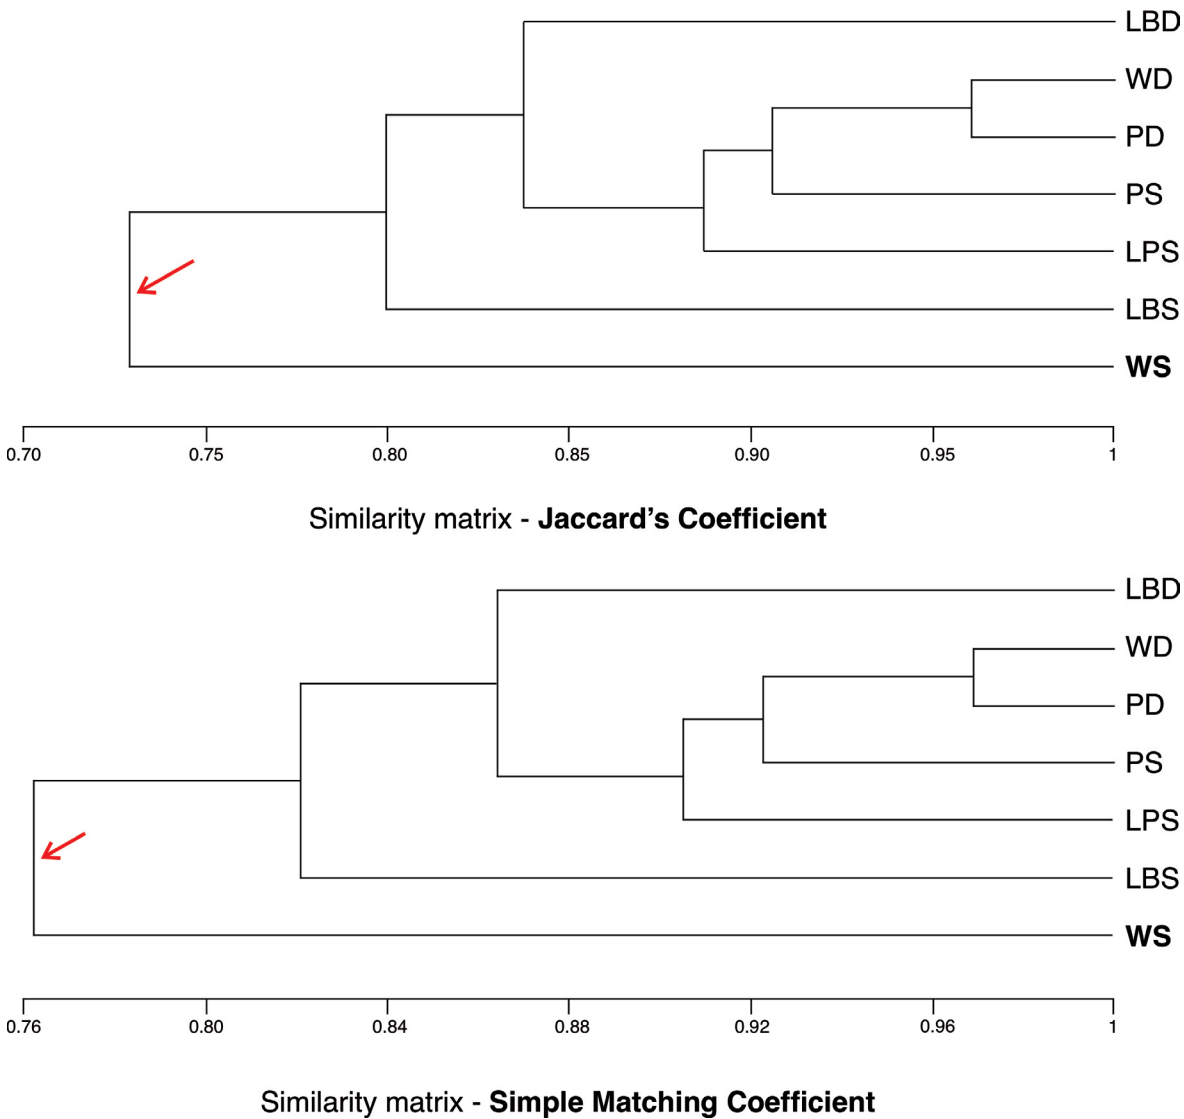 LBD
WD
PD
PS
LPS
LBS
WS
0.70 0.75 0.80 0.85 0.90 0.95 1
Similarity matrix - Jaccard’s Coefficient
LBD
WD
PD
PS
LPS
LBS
WS
0.76 0.80 0.84 0.88 0.92 0.96 1
Similarity matrix - Simple Matching Coefficient